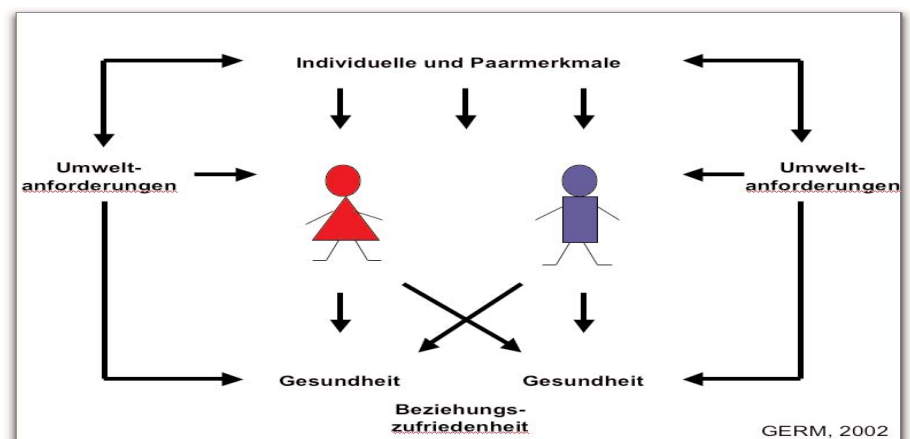 Individuelle und Paarmerkmale
Umwelt-
anforderungen
Umwelt-
anforderungen
Gesundheit
Gesundheit
Beziehungs-
zufriedenheit
GERM, 2002